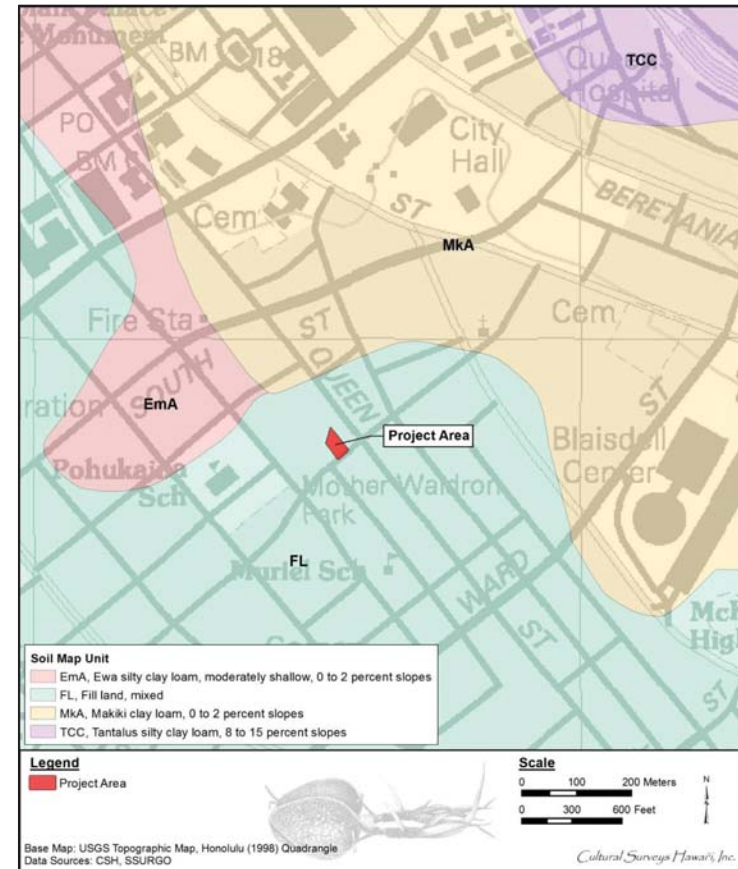 e Monument
BM
18
TCC
Queen's
Hospital
PO
BM
City
Hall
Cem
ST
BERETANIA
MkA
Fire Sta
ST
Cem
SOUTH
QUEEN
EmA
Project Area
Blaisdell
Center
ST
Pohukaina
Sch
Mother Waldron
Park
FL
Muriel Sch
WARD
ST
High
ST
Soil Map Unit
EmA, Ewa silty clay loam, moderately shallow, 0 to 2 percent slopes
FL, Fill land, mixed
MkA, Makiki clay loam, 0 to 2 percent slopes
TCC, Tantalus silty clay loam, 8 to 15 percent slopes
Legend
Project Area
Scale
0 100 200 Meters
0 300 600 Feet
N
Base Map: USGS Topographic Map, Honolulu (1998) Quadrangle
Data Sources: CSH, SSURGO
Cultural Surveys Hawai'i, Inc.